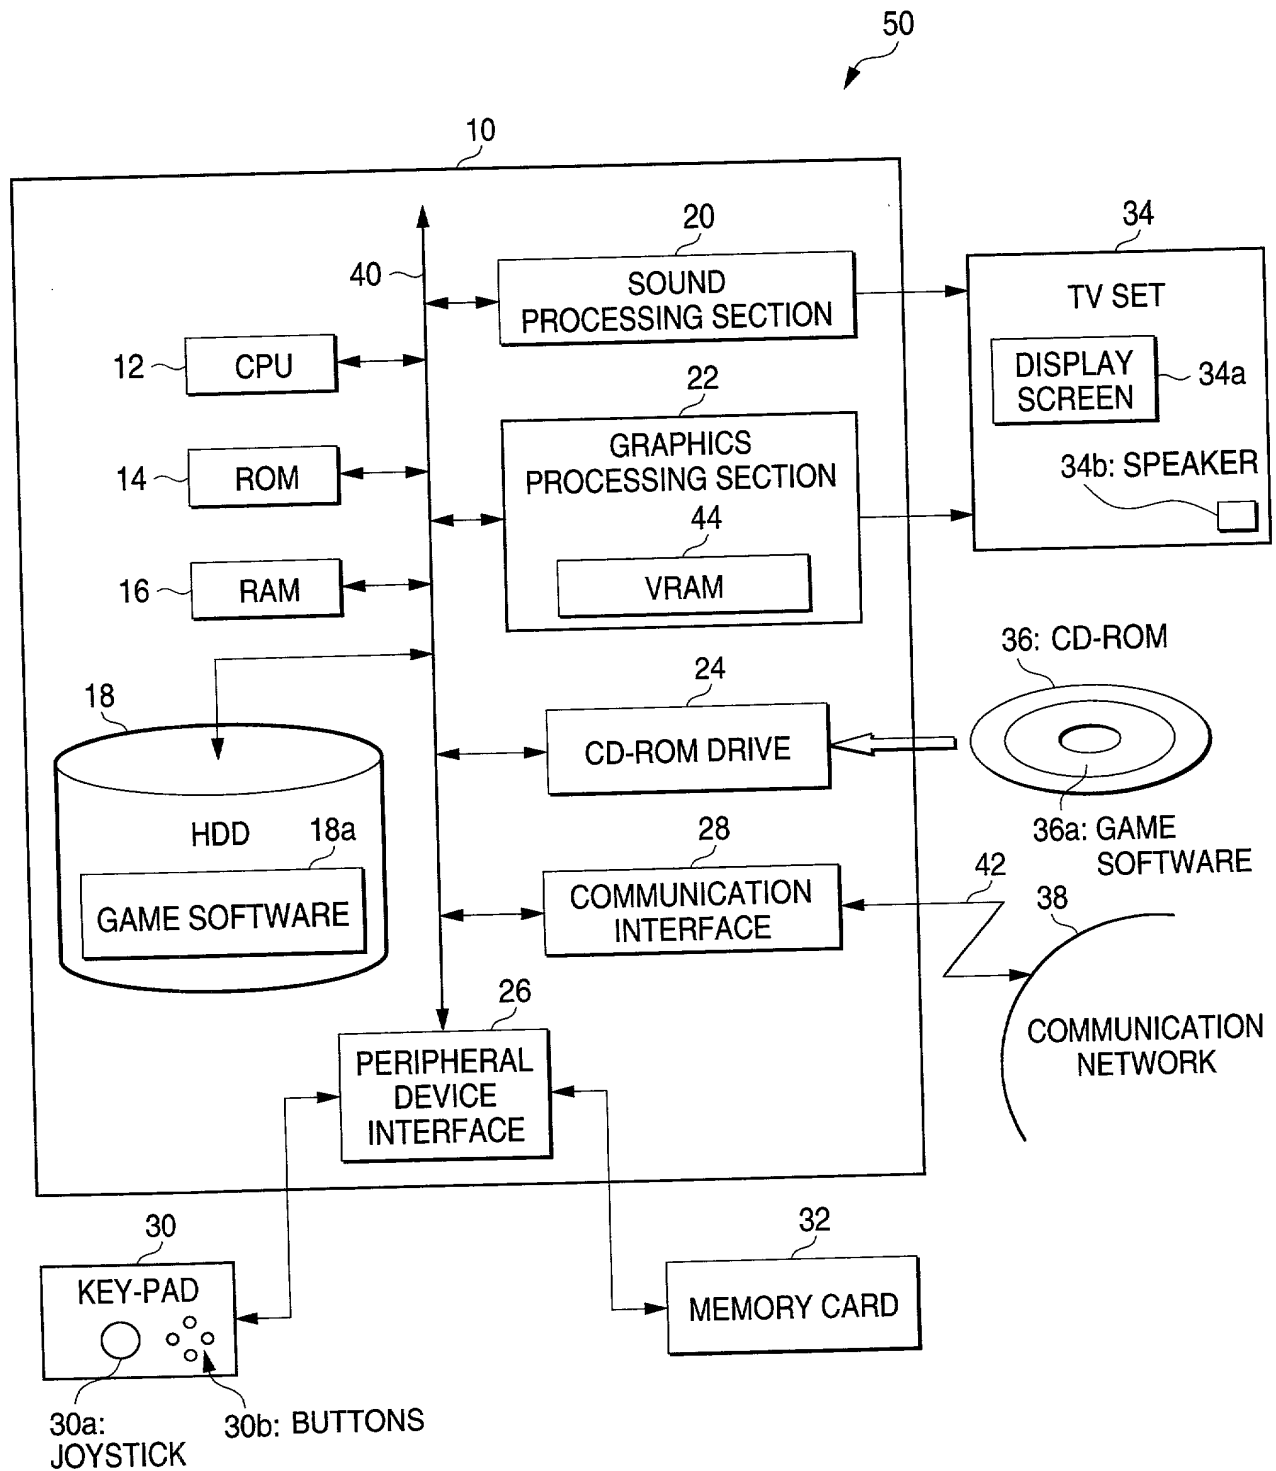 50
10
20
34
40
SOUND
PROCESSING SECTION
TV SET
12
CPU
DISPLAY
SCREEN
34a
22
GRAPHICS
PROCESSING SECTION
34b: SPEAKER
14
ROM
44
VRAM
16
RAM
36: CD-ROM
18
24
CD-ROM DRIVE
HDD
18a
GAME SOFTWARE
36a: GAME
SOFTWARE
28
COMMUNICATION
INTERFACE
42
38
COMMUNICATION
NETWORK
26
PERIPHERAL
DEVICE
INTERFACE
30
KEY-PAD
32
MEMORY CARD
30a:
JOYSTICK
30b: BUTTONS